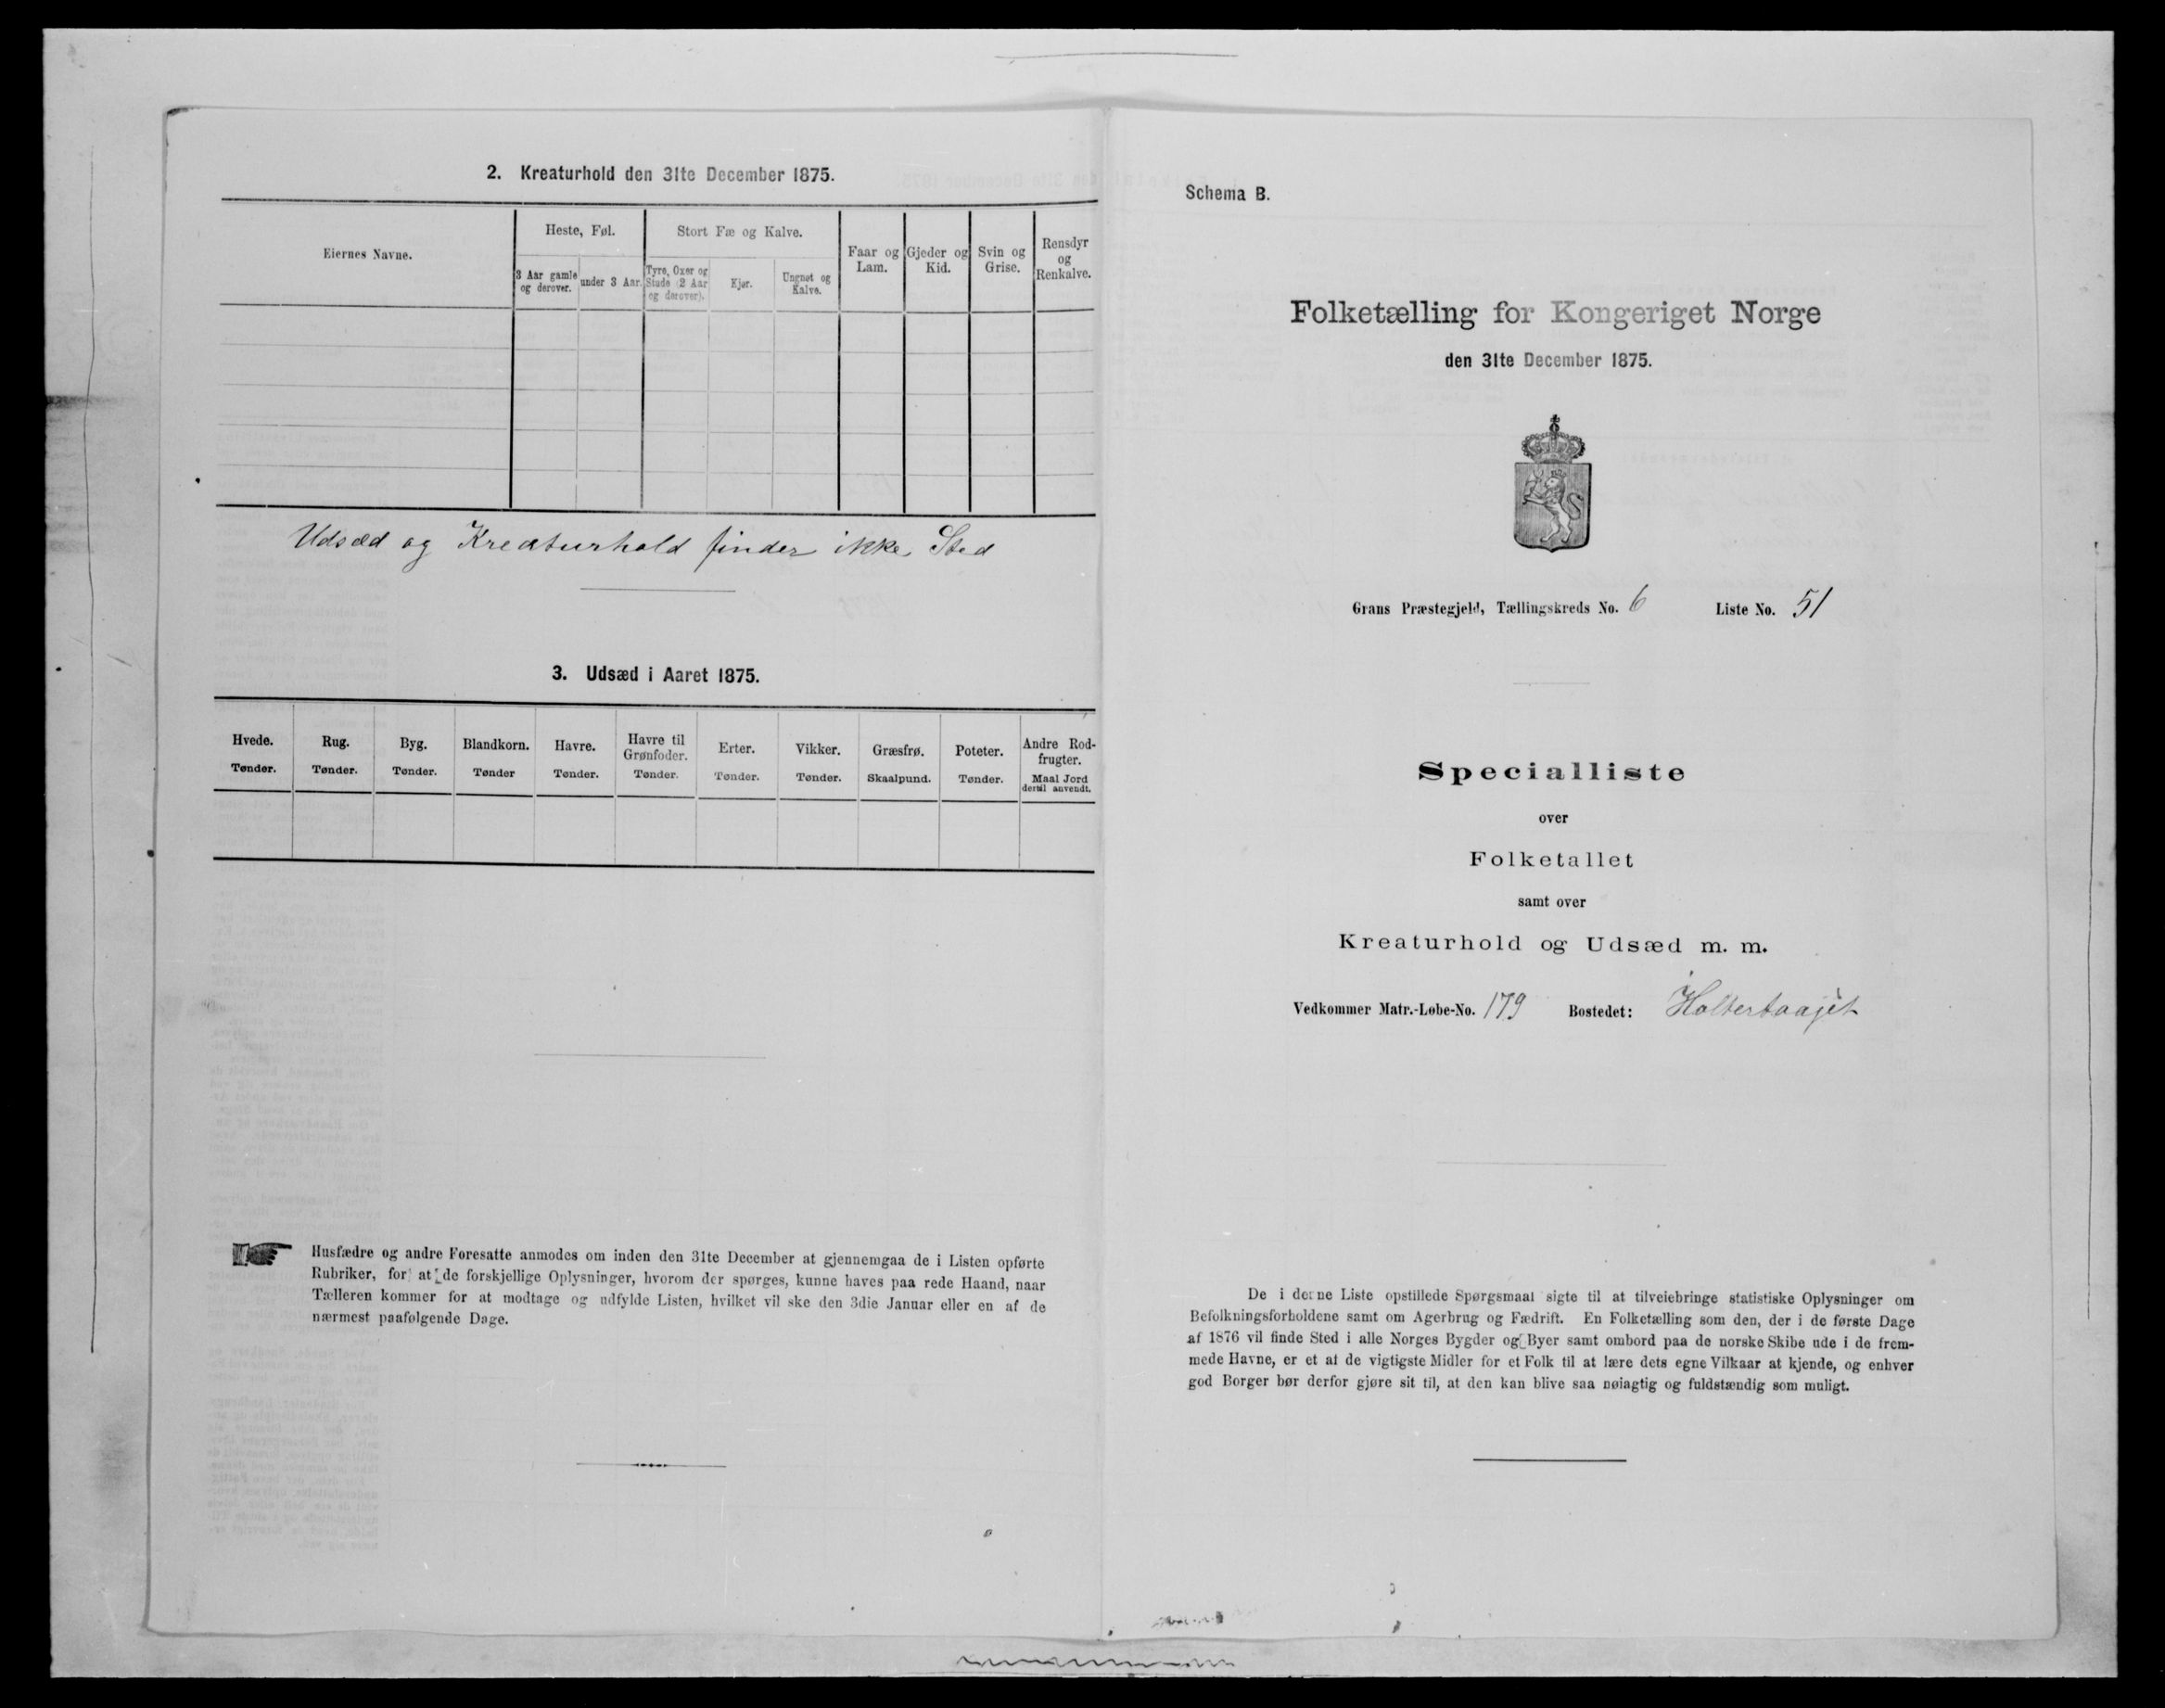 2. Kreaturhold den 31te December 1875.
Eiernes Navne.
Heste, Føl.
3 Aar gamle og derover.
under 3 Aar.
Stort Fæ og Kalve.
Tyre, Oxer og Stude (2 Aar og derover).
Kjør.
Ungnøt og Kalve.
Faar og Lam.
Gjeder og Kid.
Svin og Grise.
Rensdyr og Renkalve.
Udsæd og Kreaturhold finder ikke Sted
3. Udsæd i Aaret 1875.
Hvede. Tønder.
Rug. Tønder.
Byg. Tønder.
Blandkorn. Tønder
Havre. Tønder.
Havre til Grønfoder. Tønder.
Erter. Tønder.
Vikker. Tønder.
Græsfrø. Skaalpund.
Poteter. Tønder.
Andre Rodfrugter. Maal Jord dertil anvendt.
Husfædre og andre Foresatte anmodes om inden den 31te December at gjennemgaa de i Listen opførte
Rubriker, for at de forskjellige Oplysninger, hvorom der spørges, kunne haves paa rede Haand, naar
Tælleren kommer for at modtage og udfylde Listen, hvilket vil ske den 3die Januar eller en af de
nærmest paafølgende Dage.
Schema B.
Folketælling for Kongeriget Norge
den 31te December 1875.
Grans Præstegjeld, Tællingskreds No. 6 Liste No. 51
Specialliste
over
Folketallet
samt over
Kreaturhold og Udsæd m. m.
Vedkommer Matr.-Løbe-No. 179 Bostedet: Holtertaajet
De i denne Liste opstillede Spørgsmaal sigte til at tilveiebringe statistiske Oplysninger om
Befolkningsforholdene samt om Agerbrug og Fædrift. En Folketælling som den, der i de første Dage
af 1876 vil finde Sted i alle Norges Bygder og Byer samt ombord paa de norske Skibe ude i de frem-
mede Havne, er et af de vigtigste Midler for et Folk til at lære dets egne Vilkaar at kjende, og enhver
god Borger bør derfor gjøre sit til, at den kan blive saa nøiagtig og fuldstændig som muligt.